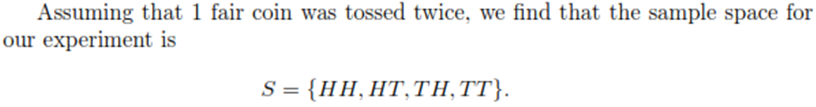 Assuming that 1 fair coin was tossed twice, we find that the sample space for
our experiment is
S = {HH, HT, TH, TT}.